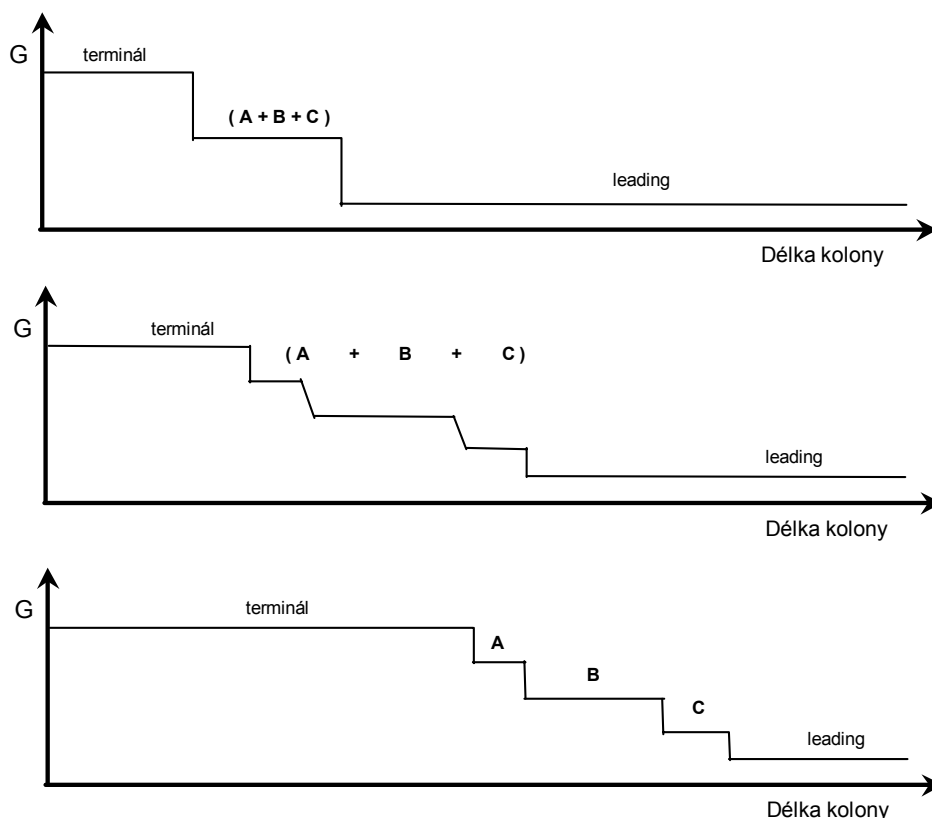 G
terminál
( A + B + C )
leading
Délka kolony
G
terminál
( A + B + C )
leading
Délka kolony
G
terminál
A
B
C
leading
Délka kolony